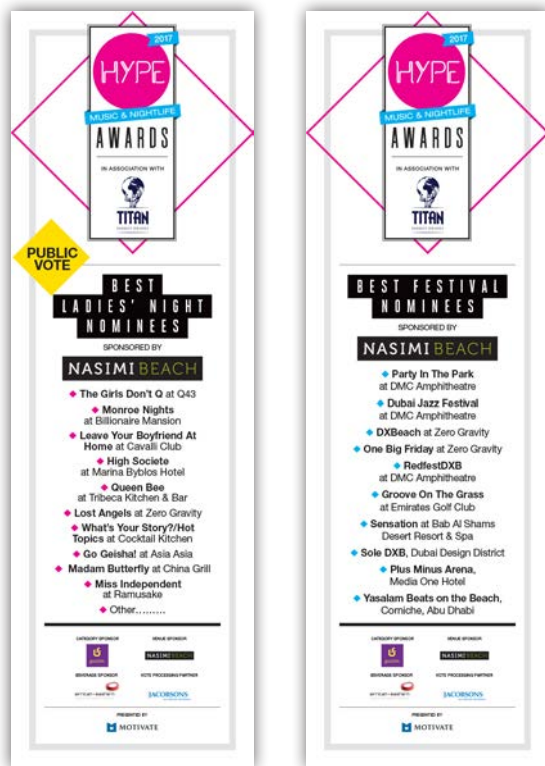 2017
HYPE
MUSIC & NIGHTLIFE
AWARDS
IN ASSOCIATION WITH
TITAN
PUBLIC
VOTE
BEST
LADIES' NIGHT
NOMINEES
SPONSORED BY
NASIMI BEACH
The Girls Don't Q at Q43
Monroe Nights
at Billionaire Mansion
Leave Your Boyfriend At
Home at Cavalli Club
High Societe
at Marina Byblos Hotel
Queen Bee
at Tribeca Kitchen & Bar
Lost Angels at Zero Gravity
What's Your Story?/Hot
Topics at Cocktail Kitchen
Go Geisha! at Asia Asia
Madam Butterfly at China Grill
Miss Independent
at Ramusake
Other.........
CATEGORY SPONSOR
VENUE SPONSOR
NASIMI BEACH
BEVERAGE SPONSOR
VOTE PROCESSING PARTNER
JACOBSONS
PRESENTED BY
MOTIVATE
2017
HYPE
MUSIC & NIGHTLIFE
AWARDS
IN ASSOCIATION WITH
TITAN
BEST FESTIVAL
NOMINEES
SPONSORED BY
NASIMI BEACH
Party In The Park
at DMC Amphitheatre
Dubai Jazz Festival
at DMC Amphitheatre
DXBeach at Zero Gravity
One Big Friday at Zero Gravity
RedfestDXB
at DMC Amphitheatre
Groove On The Grass
at Emirates Golf Club
Sensation at Bab Al Shams
Desert Resort & Spa
Sole DXB, Dubai Design District
Plus Minus Arena,
Media One Hotel
Yasalam Beats on the Beach,
Corniche, Abu Dhabi
CATEGORY SPONSOR
VENUE SPONSOR
NASIMI BEACH
BEVERAGE SPONSOR
VOTE PROCESSING PARTNER
JACOBSONS
PRESENTED BY
MOTIVATE